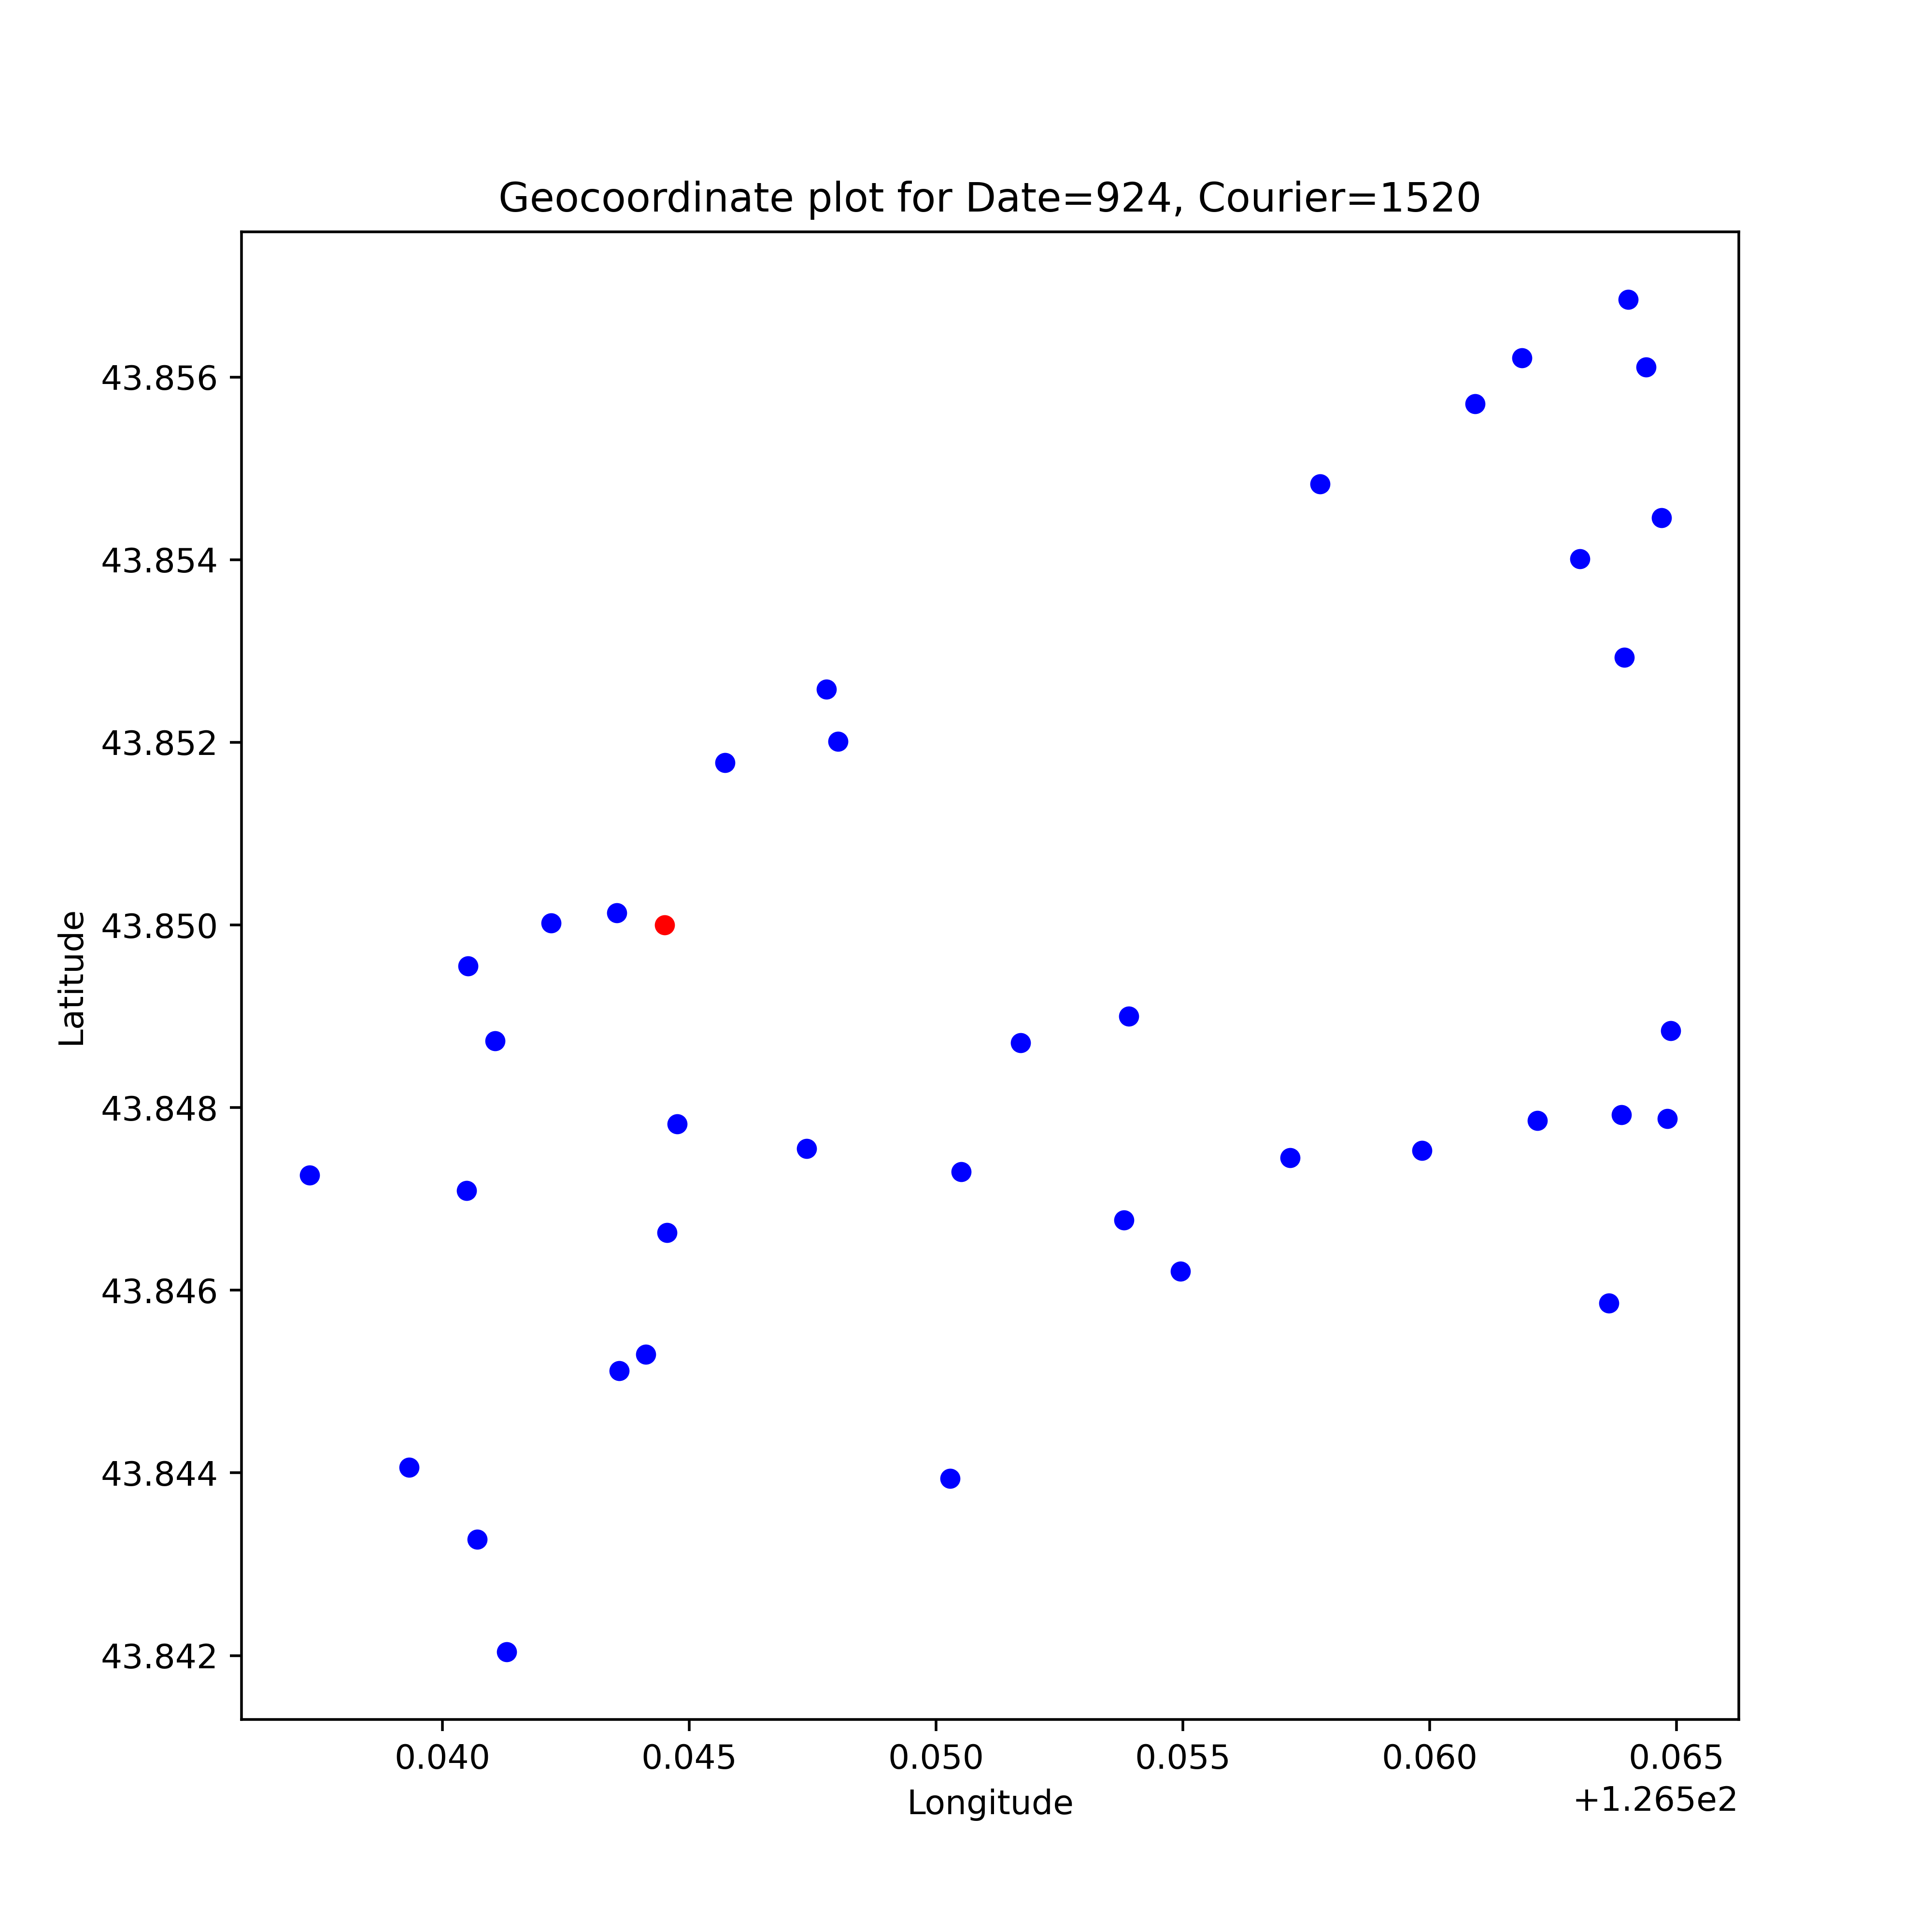 Geocoordinate plot for Date=924, Courier=1520
Latitude
43.856
43.854
43.852
43.850
43.848
43.846
43.844
43.842
0.040 0.045 0.050 0.055 0.060 0.065
Longitude
+1.265e2